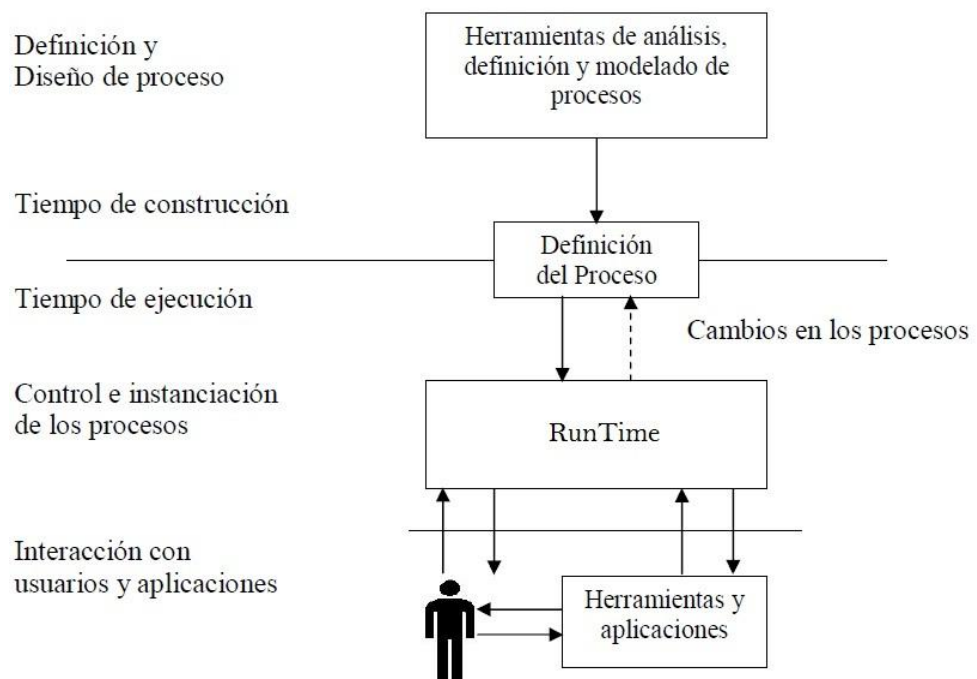 Definición y
Diseño de proceso
Herramientas de análisis,
definición y modelado de
procesos
Tiempo de construcción
Definición
del Proceso
Tiempo de ejecución
Cambios en los procesos
Control e instanciación
de los procesos
RunTime
Interacción con
usuarios y aplicaciones
Herramientas y
aplicaciones